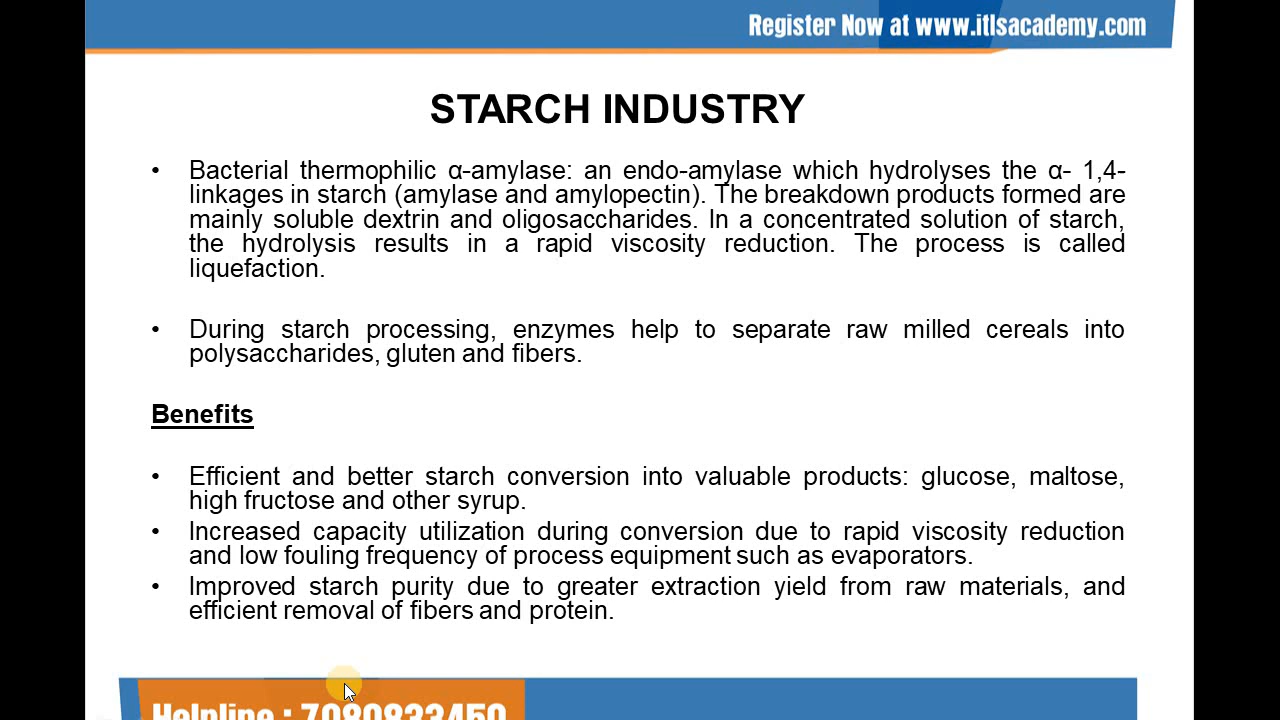 Register Now at www.itlsacademy.com
STARCH INDUSTRY
• Bacterial thermophilic α-amylase: an endo-amylase which hydrolyses the α- 1,4-
linkages in starch (amylase and amylopectin). The breakdown products formed are
mainly soluble dextrin and oligosaccharides. In a concentrated solution of starch,
the hydrolysis results in a rapid viscosity reduction. The process is called
liquefaction.
• During starch processing, enzymes help to separate raw milled cereals into
polysaccharides, gluten and fibers.
Benefits
• Efficient and better starch conversion into valuable products: glucose, maltose,
high fructose and other syrup.
• Increased capacity utilization during conversion due to rapid viscosity reduction
and low fouling frequency of process equipment such as evaporators.
• Improved starch purity due to greater extraction yield from raw materials, and
efficient removal of fibers and protein.
Helpline : 7080833450